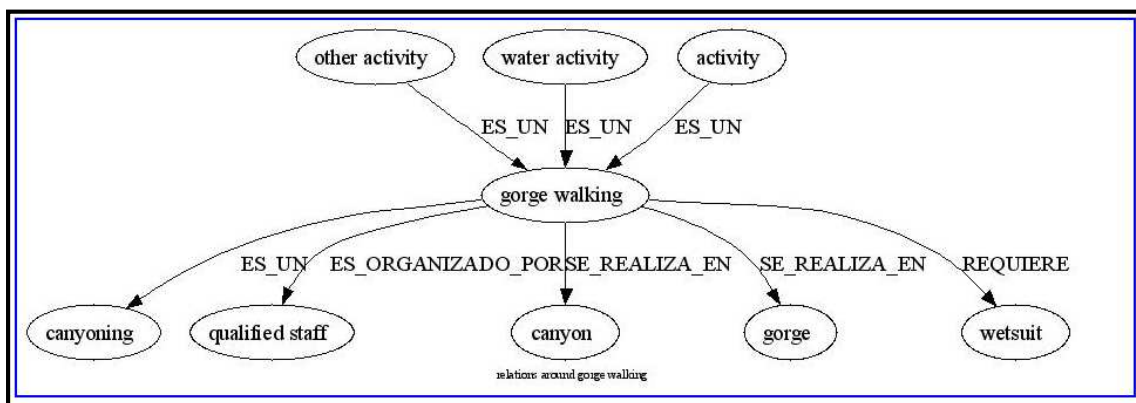 other activity water activity activity
ES_UN ES_UN ES_UN
gorge walking
ES_UN ES_ORGANIZADO_POR SE_REALIZA_EN SE_REALIZA_EN REQUIERE
canyoning qualified staff canyon gorge wetsuit
relations around gorge walking